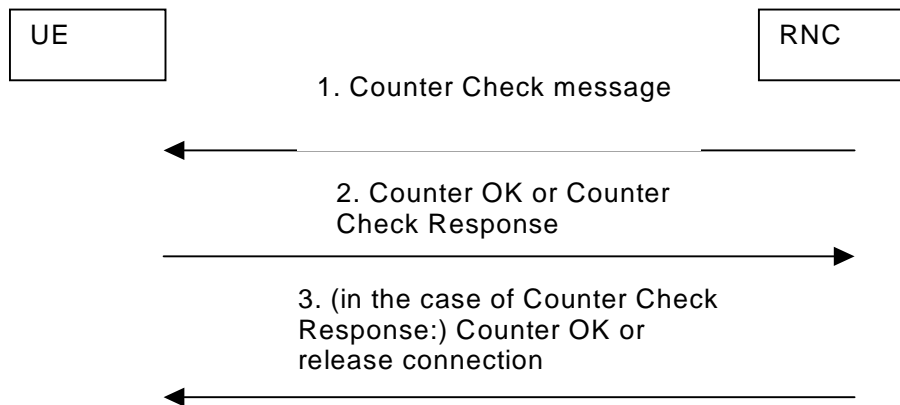 UE
RNC
1. Counter Check message
2. Counter OK or Counter
Check Response
3. (in the case of Counter Check
Response:) Counter OK or
release connection